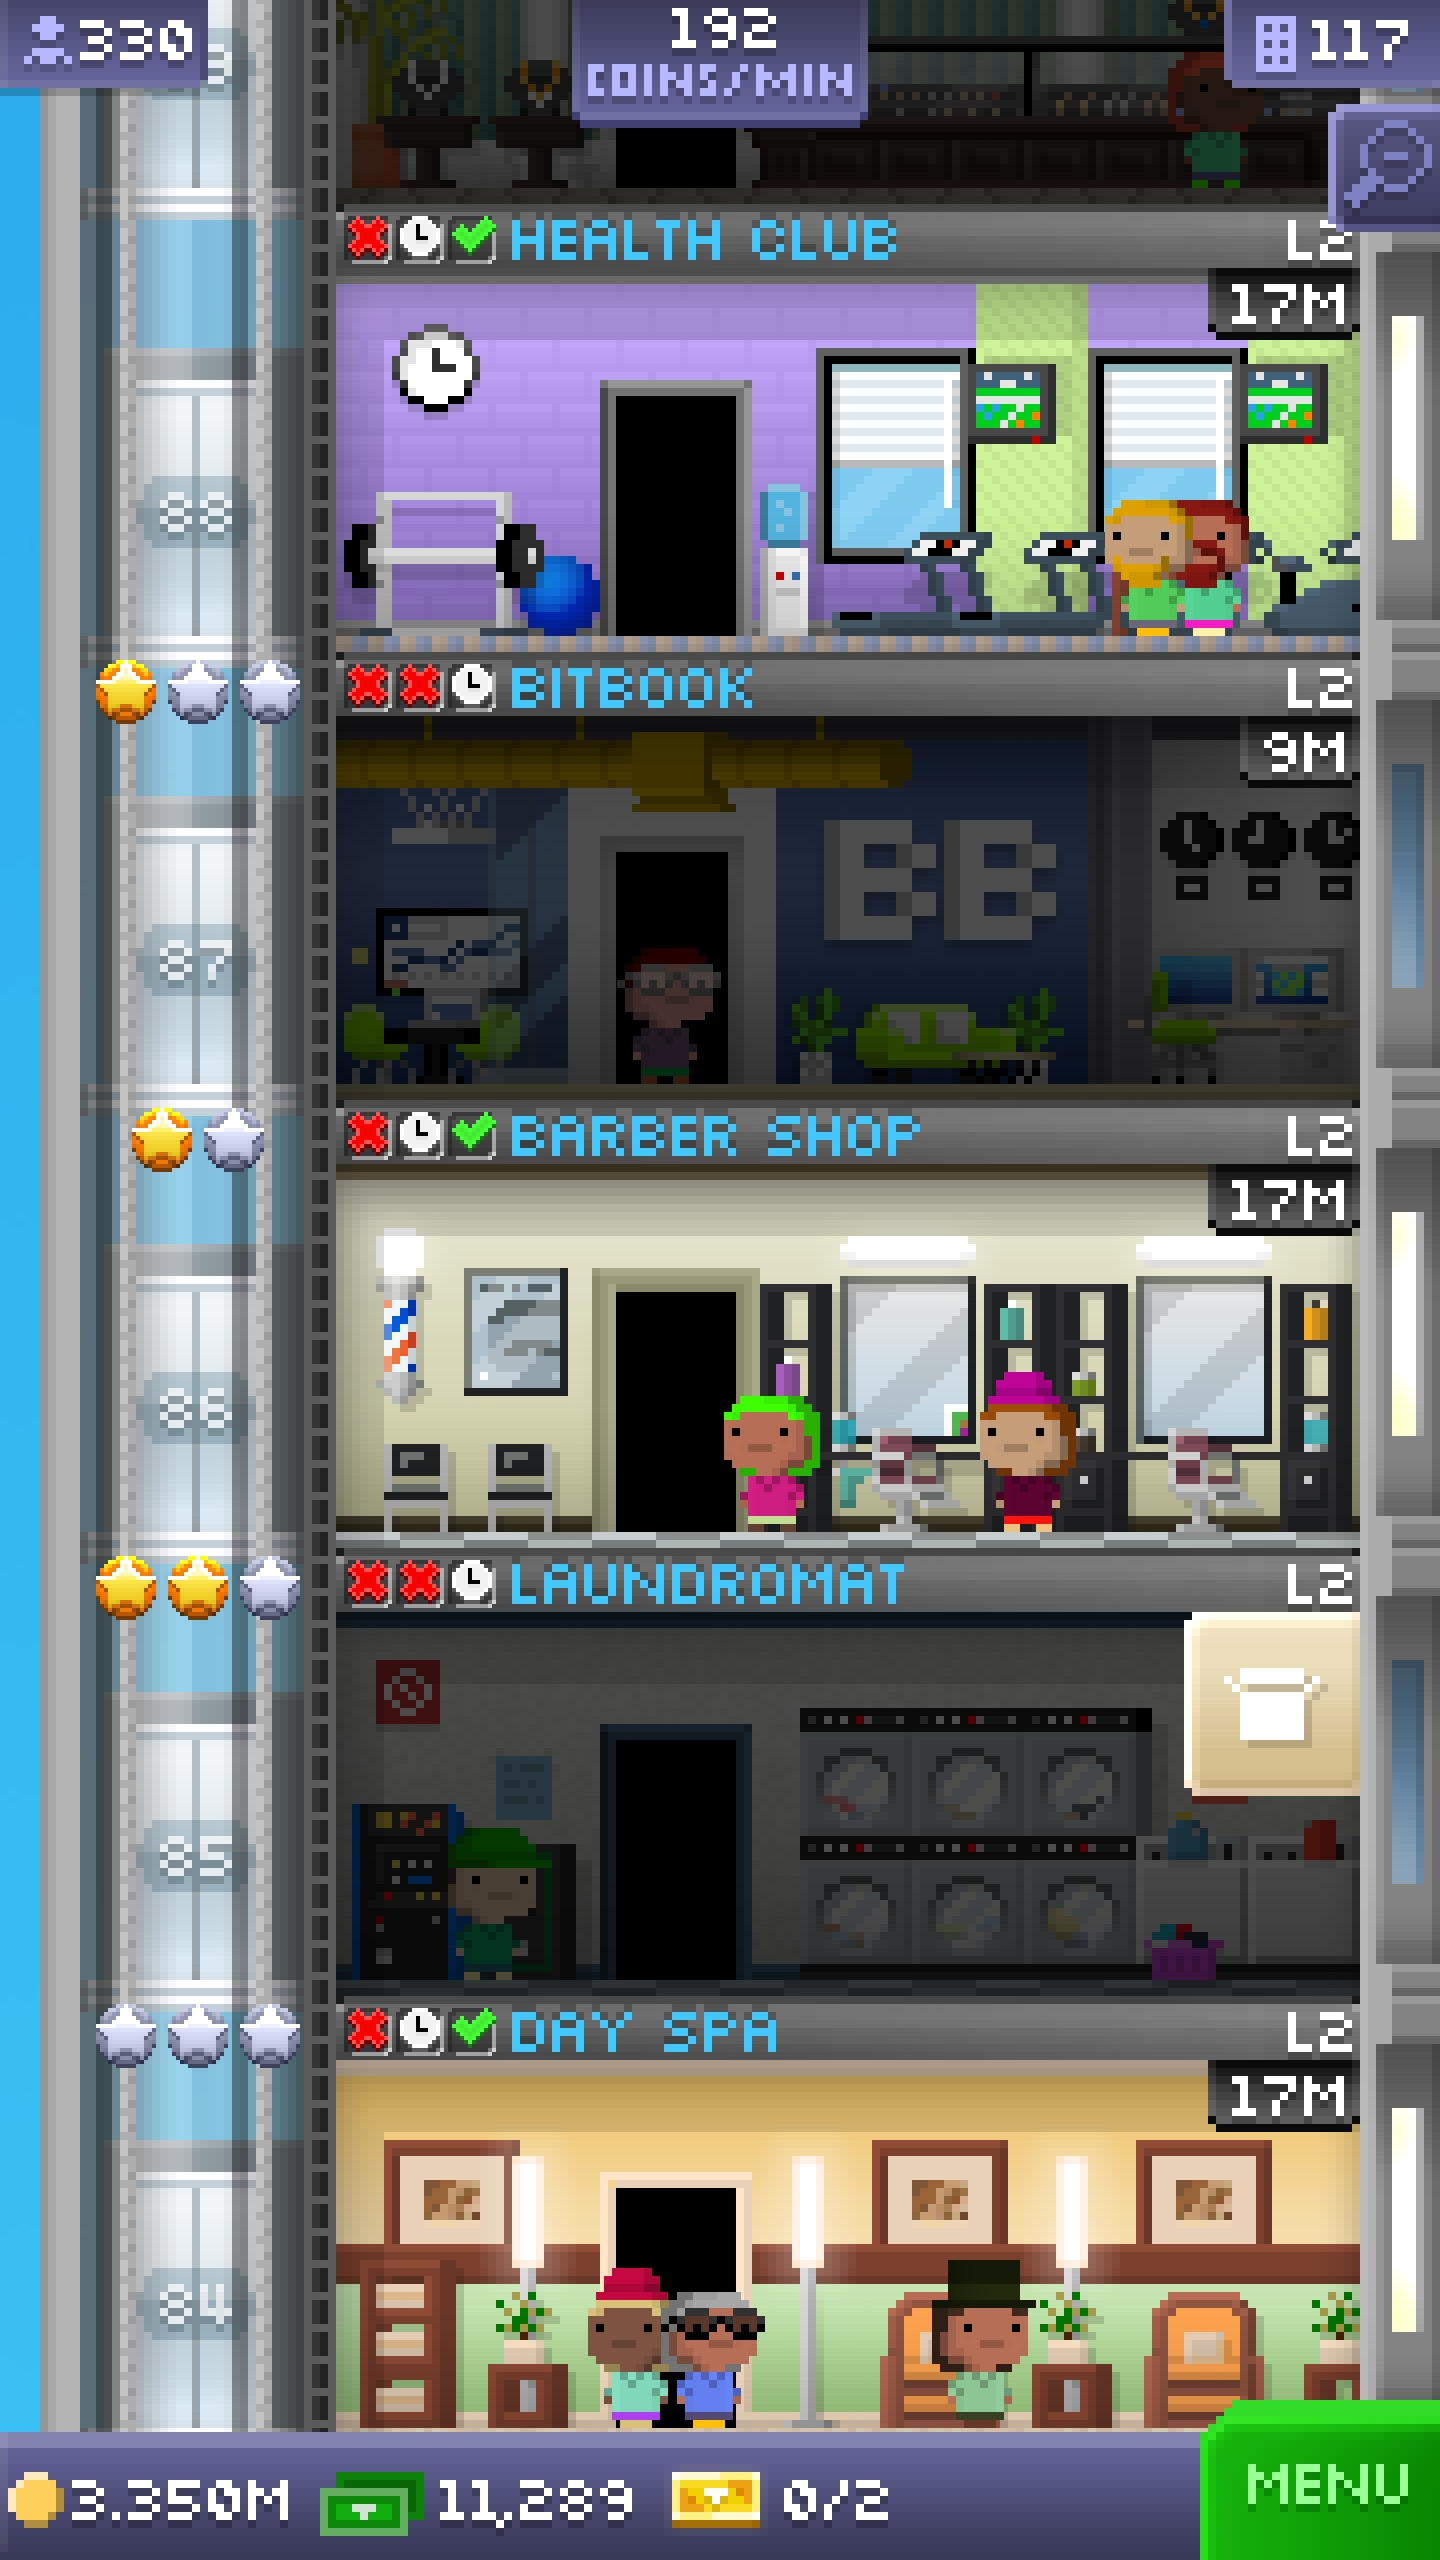 330
192
COINS/MIN
117
HEALTH CLUB
L2
17M
88
BITBOOK
L2
9M
BB
87
BARBER SHOP
L2
17M
86
LAUNDROMAT
L2
85
DAY SPA
L2
17M
84
3.350M
11,289
0/2
MENU